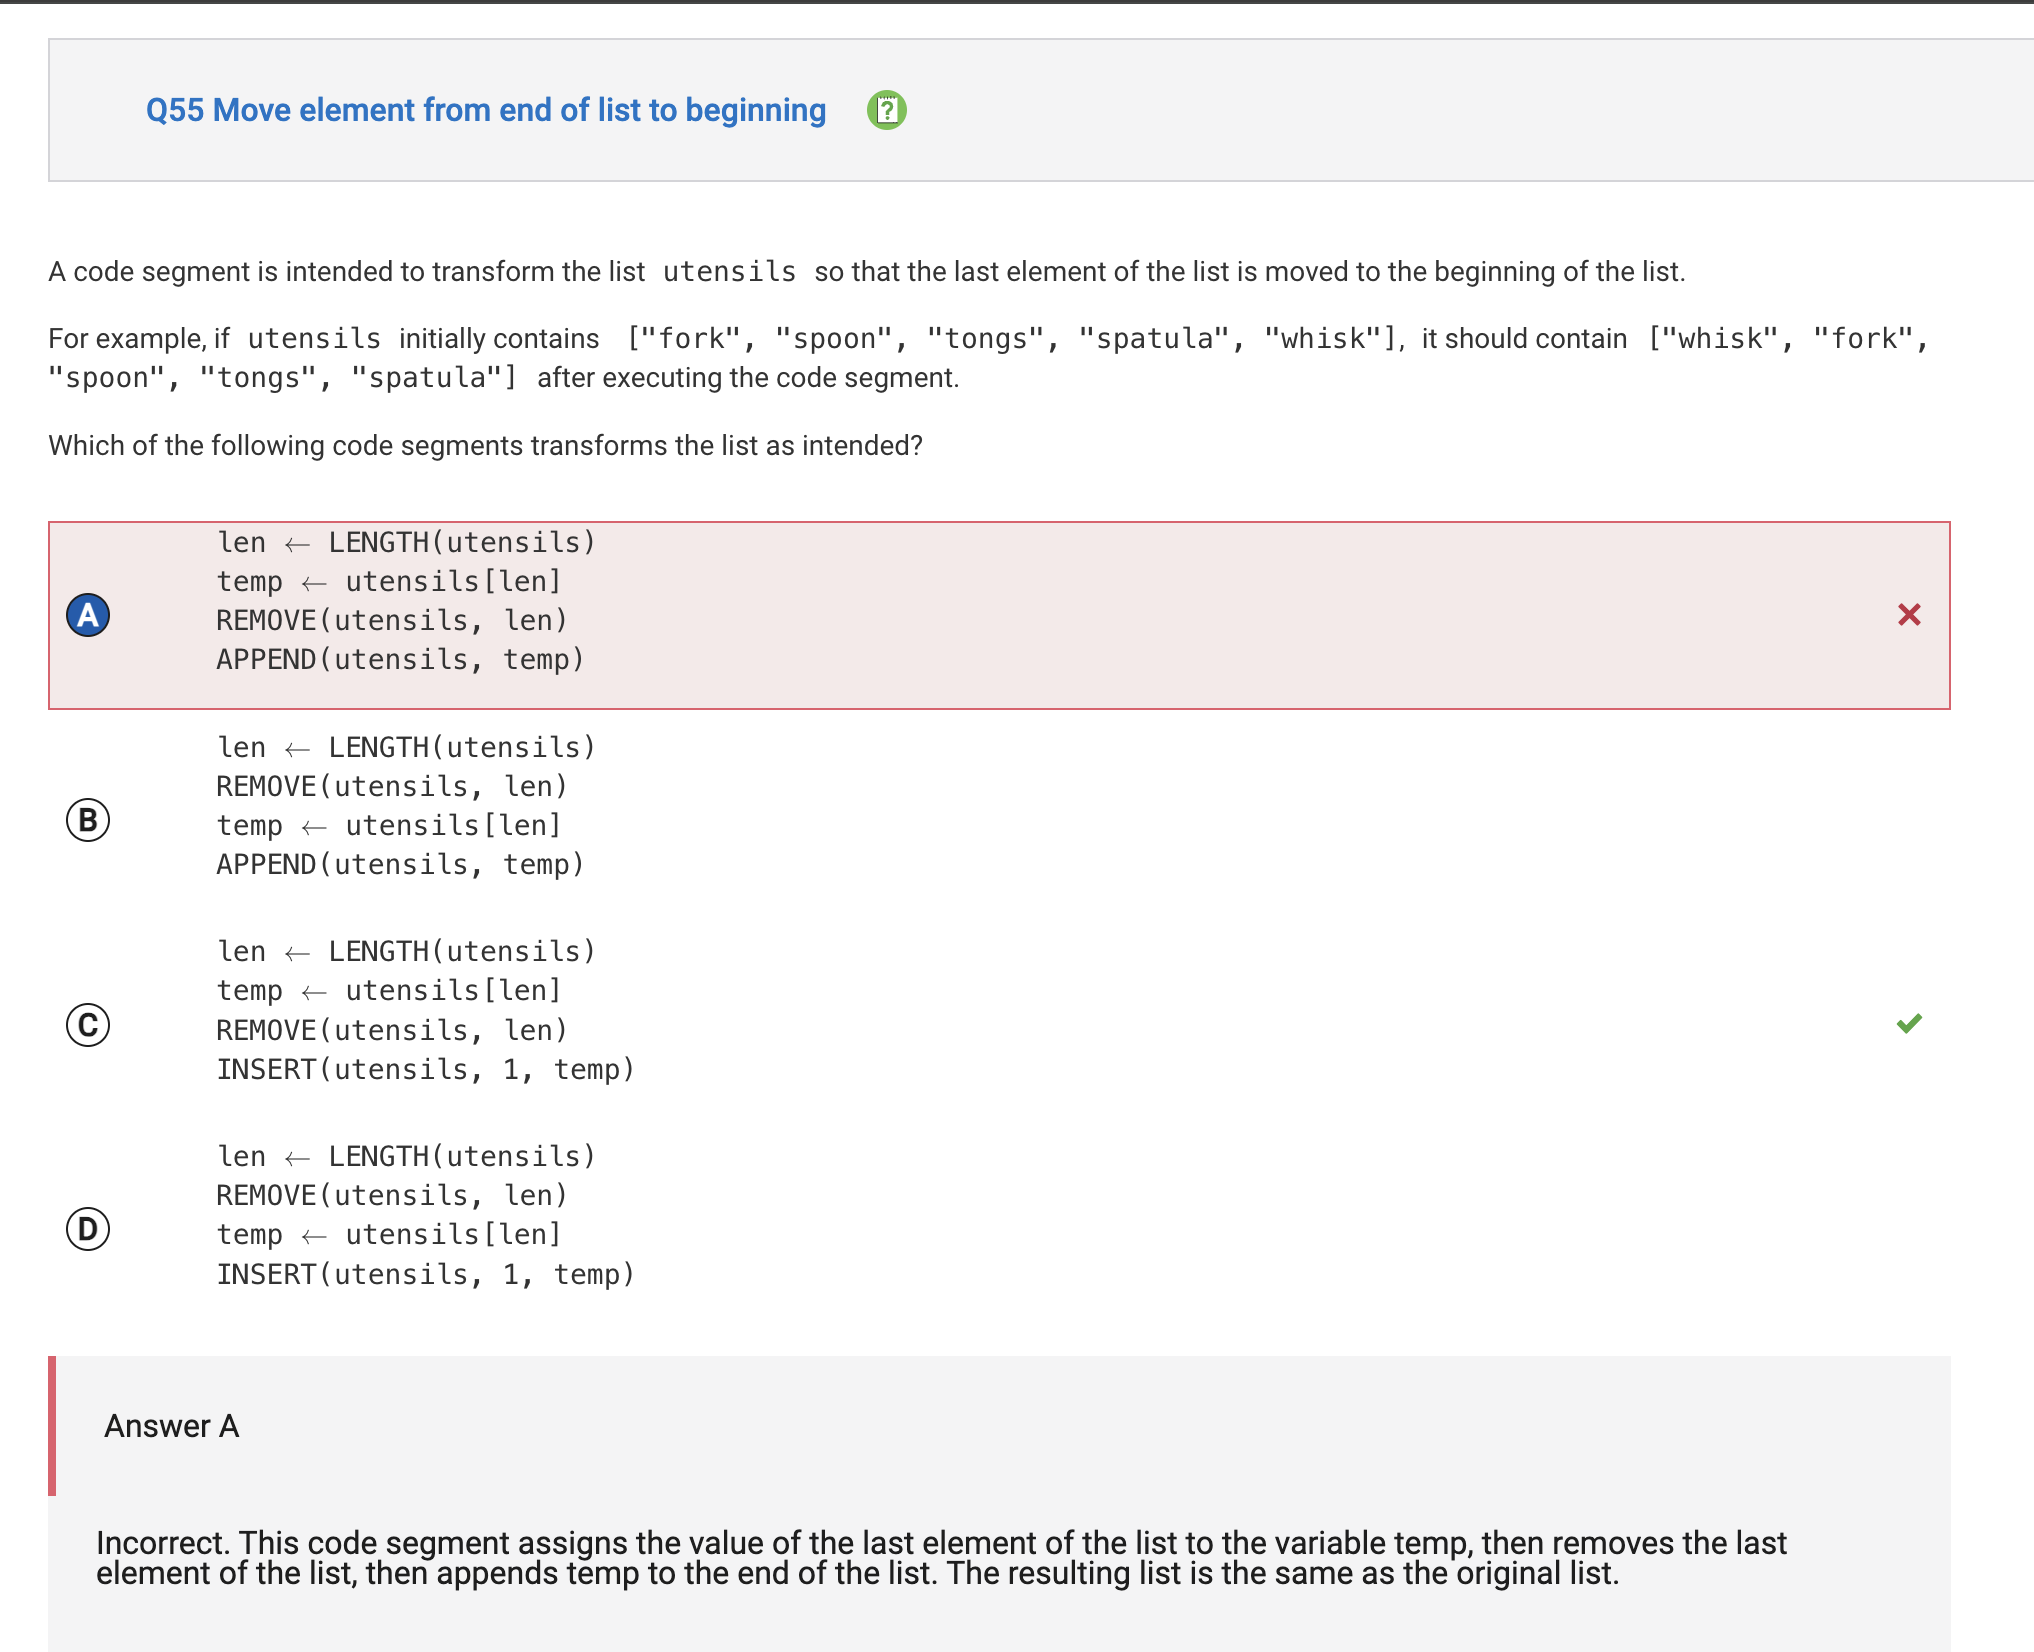 Q55 Move element from end of list to beginning
A code segment is intended to transform the list utensils so that the last element of the list is moved to the beginning of the list.
For example, if utensils initially contains ["fork", "spoon", "tongs", "spatula", "whisk"], it should contain ["whisk", "fork",
"spoon", "tongs", "spatula"] after executing the code segment.
Which of the following code segments transforms the list as intended?
A
len ← LENGTH(utensils)
temp ← utensils[len]
REMOVE(utensils, len)
APPEND(utensils, temp)
B
len ← LENGTH(utensils)
REMOVE(utensils, len)
temp ← utensils[len]
APPEND(utensils, temp)
C
len ← LENGTH(utensils)
temp ← utensils[len]
REMOVE(utensils, len)
INSERT(utensils, 1, temp)
D
len ← LENGTH(utensils)
REMOVE(utensils, len)
temp ← utensils[len]
INSERT(utensils, 1, temp)
Answer A
Incorrect. This code segment assigns the value of the last element of the list to the variable temp, then removes the last
element of the list, then appends temp to the end of the list. The resulting list is the same as the original list.